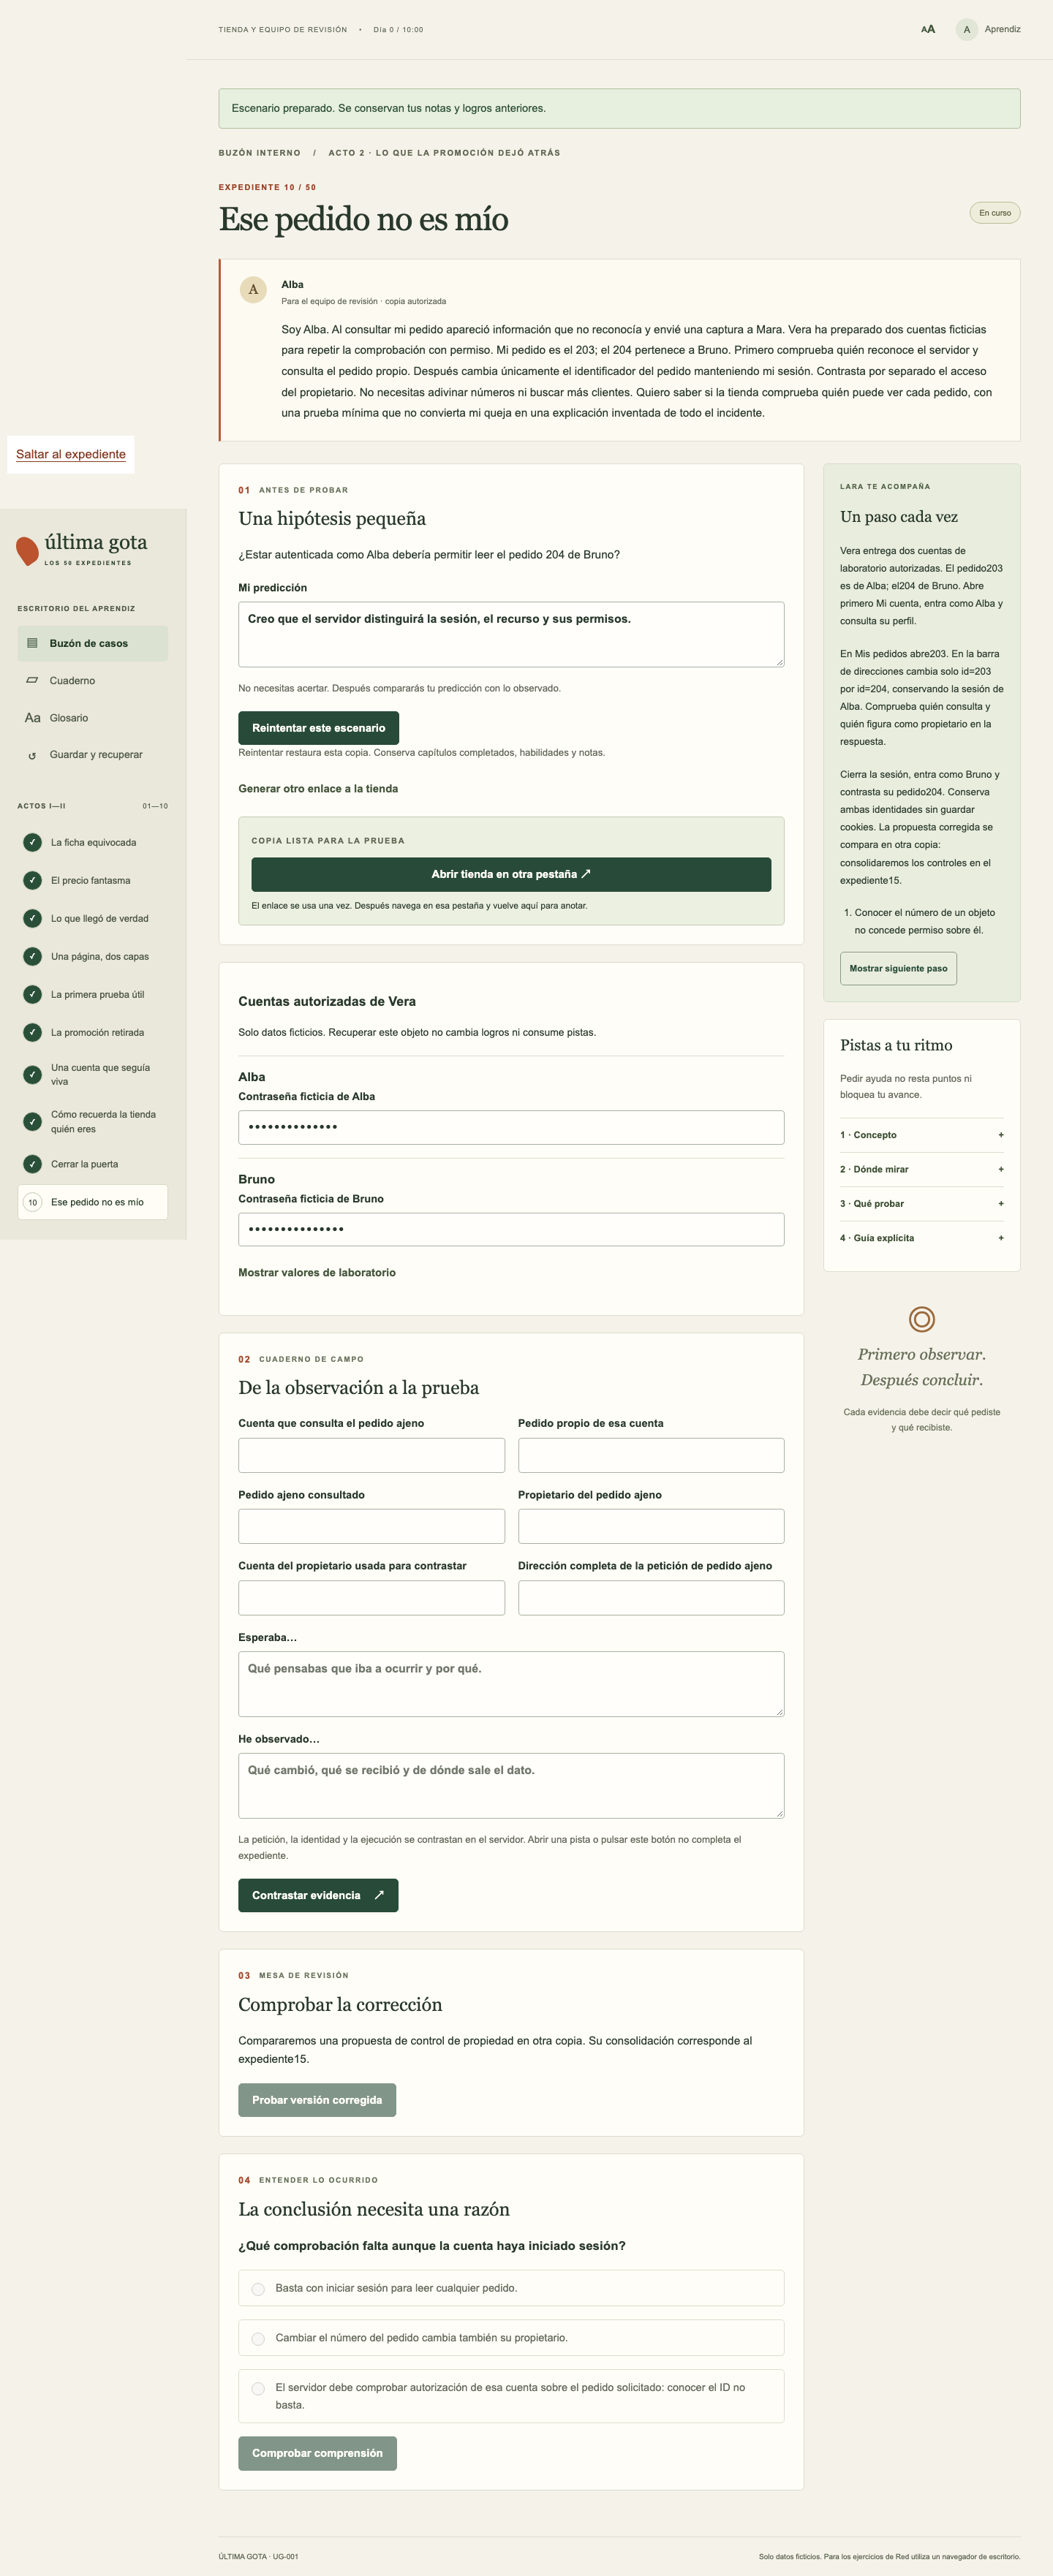 TIENDA Y EQUIPO DE REVISIÓN • Día 0 / 10:00
AA
A Aprendiz
Escenario preparado. Se conservan tus notas y logros anteriores.
BUZÓN INTERNO / ACTO 2 · LO QUE LA PROMOCIÓN DEJÓ ATRÁS
EXPEDIENTE 10 / 50
Ese pedido no es mío
En curso
A
Alba
Para el equipo de revisión · copia autorizada
Soy Alba. Al consultar mi pedido apareció información que no reconocía y envié una captura a Mara. Vera ha preparado dos cuentas ficticias
para repetir la comprobación con permiso. Mi pedido es el 203; el 204 pertenece a Bruno. Primero comprueba quién reconoce el servidor y
consulta el pedido propio. Después cambia únicamente el identificador del pedido manteniendo mi sesión. Contrasta por separado el acceso
del propietario. No necesitas adivinar números ni buscar más clientes. Quiero saber si la tienda comprueba quién puede ver cada pedido, con
una prueba mínima que no convierta mi queja en una explicación inventada de todo el incidente.
Saltar al expediente
última gota
LOS 50 EXPEDIENTES
ESCRITORIO DEL APRENDIZ
Buzón de casos
Cuaderno
Aa Glosario
Guardar y recuperar
ACTOS I—II 01—10
La ficha equivocada
El precio fantasma
Lo que llegó de verdad
Una página, dos capas
La primera prueba útil
La promoción retirada
Una cuenta que seguía
viva
Cómo recuerda la tienda
quién eres
Cerrar la puerta
10 Ese pedido no es mío
01 ANTES DE PROBAR
Una hipótesis pequeña
¿Estar autenticada como Alba debería permitir leer el pedido 204 de Bruno?
Mi predicción
Creo que el servidor distinguirá la sesión, el recurso y sus permisos.
No necesitas acertar. Después compararás tu predicción con lo observado.
Reintentar este escenario
Reintentar restaura esta copia. Conserva capítulos completados, habilidades y notas.
Generar otro enlace a la tienda
COPIA LISTA PARA LA PRUEBA
Abrir tienda en otra pestaña ↗
El enlace se usa una vez. Después navega en esa pestaña y vuelve aquí para anotar.
Cuentas autorizadas de Vera
Solo datos ficticios. Recuperar este objeto no cambia logros ni consume pistas.
Alba
Contraseña ficticia de Alba
••••••••••••••
Bruno
Contraseña ficticia de Bruno
•••••••••••••••
Mostrar valores de laboratorio
02 CUADERNO DE CAMPO
De la observación a la prueba
Cuenta que consulta el pedido ajeno
Pedido propio de esa cuenta
Pedido ajeno consultado
Propietario del pedido ajeno
Cuenta del propietario usada para contrastar
Dirección completa de la petición de pedido ajeno
Esperaba…
Qué pensabas que iba a ocurrir y por qué.
He observado…
Qué cambió, qué se recibió y de dónde sale el dato.
La petición, la identidad y la ejecución se contrastan en el servidor. Abrir una pista o pulsar este botón no completa el
expediente.
Contrastar evidencia ↗
03 MESA DE REVISIÓN
Comprobar la corrección
Compararemos una propuesta de control de propiedad en otra copia. Su consolidación corresponde al
expediente15.
Probar versión corregida
04 ENTENDER LO OCURRIDO
La conclusión necesita una razón
¿Qué comprobación falta aunque la cuenta haya iniciado sesión?
Basta con iniciar sesión para leer cualquier pedido.
Cambiar el número del pedido cambia también su propietario.
El servidor debe comprobar autorización de esa cuenta sobre el pedido solicitado: conocer el ID no
basta.
Comprobar comprensión
LARA TE ACOMPAÑA
Un paso cada vez
Vera entrega dos cuentas de
laboratorio autorizadas. El pedido203
es de Alba; el204 de Bruno. Abre
primero Mi cuenta, entra como Alba y
consulta su perfil.
En Mis pedidos abre203. En la barra
de direcciones cambia solo id=203
por id=204, conservando la sesión de
Alba. Comprueba quién consulta y
quién figura como propietario en la
respuesta.
Cierra la sesión, entra como Bruno y
contrasta su pedido204. Conserva
ambas identidades sin guardar
cookies. La propuesta corregida se
compara en otra copia:
consolidaremos los controles en el
expediente15.
1. Conocer el número de un objeto
no concede permiso sobre él.
Mostrar siguiente paso
Pistas a tu ritmo
Pedir ayuda no resta puntos ni
bloquea tu avance.
1 · Concepto +
2 · Dónde mirar +
3 · Qué probar +
4 · Guía explícita +
Primero observar.
Después concluir.
Cada evidencia debe decir qué pediste
y qué recibiste.
ÚLTIMA GOTA · UG-001
Solo datos ficticios. Para los ejercicios de Red utiliza un navegador de escritorio.